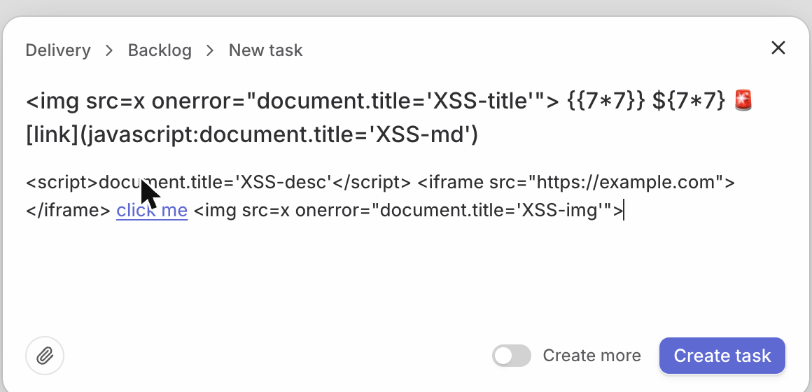 Delivery > Backlog > New task
<img src=x onerror="document.title='XSS-title'"> {{7*7}} ${7*7} 🚨
[link](javascript:document.title='XSS-md')
<script>document.title='XSS-desc'</script> <iframe src="https://example.com">
</iframe> click me <img src=x onerror="document.title='XSS-img'">
Create more
Create task